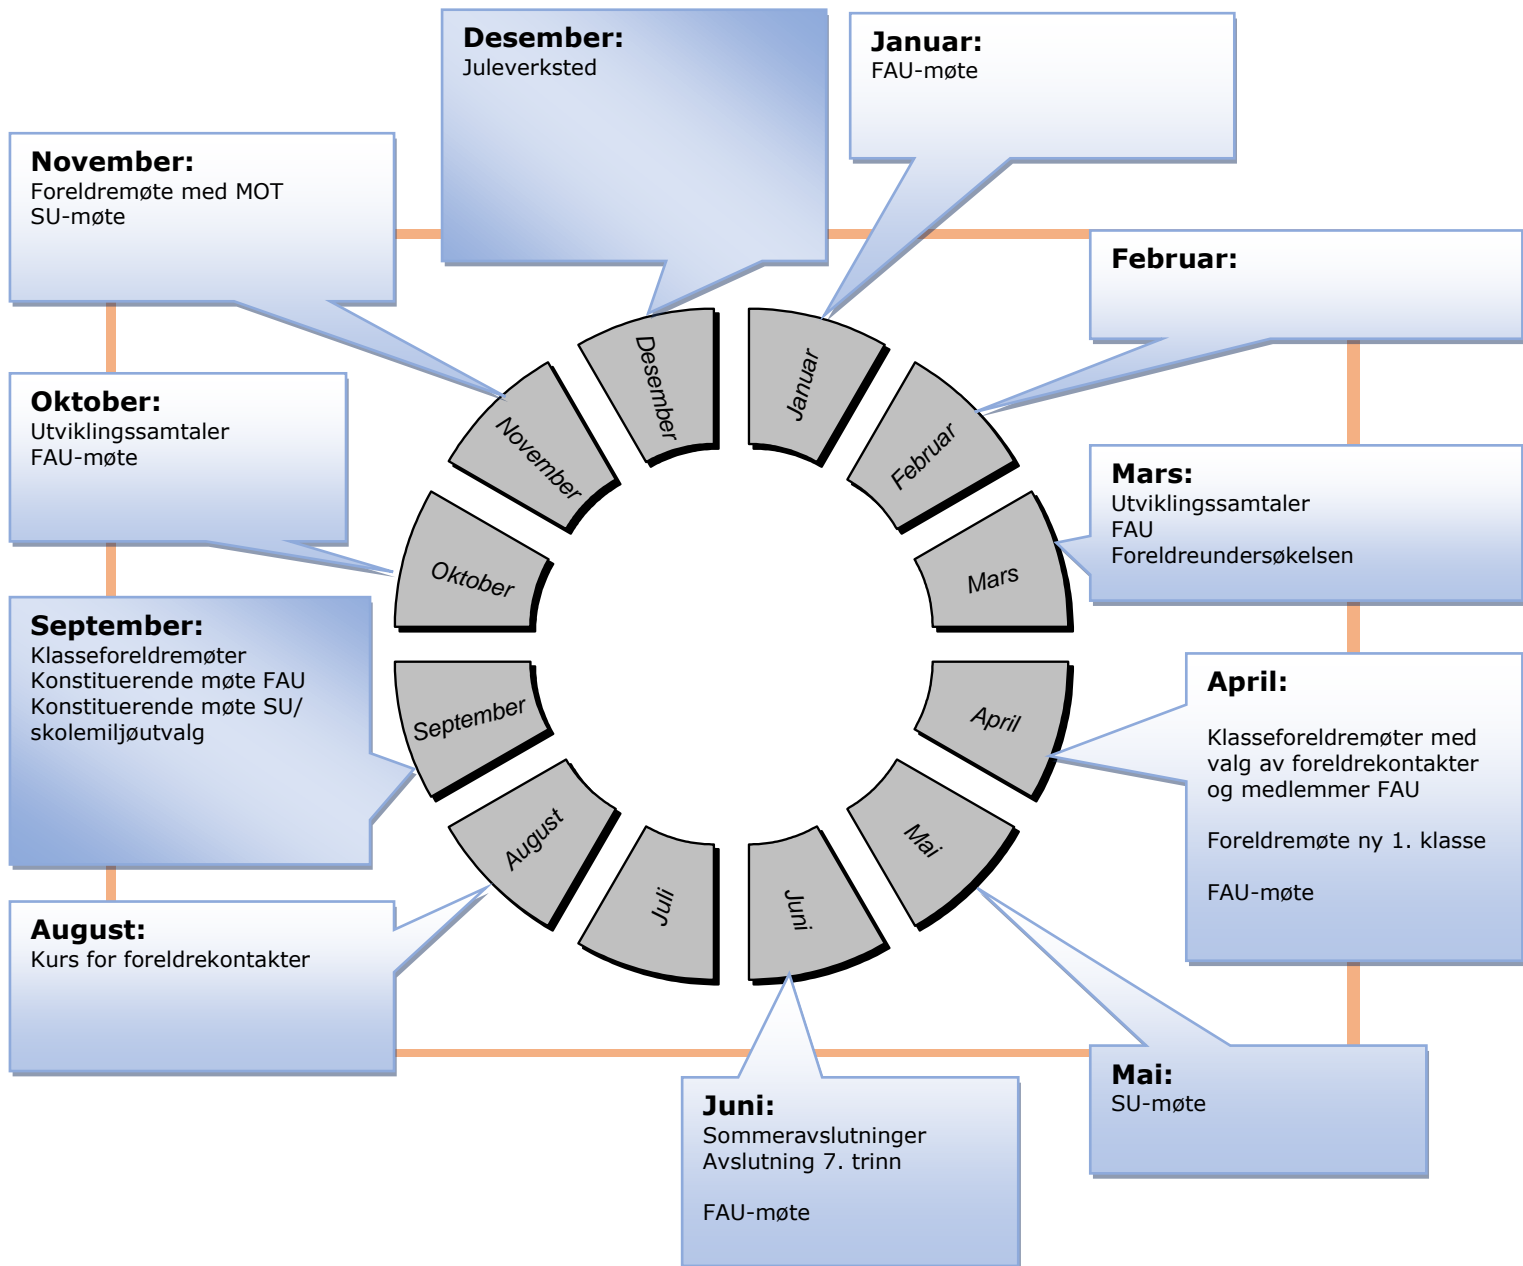 Desember:
Juleverksted
Januar:
FAU-møte
November:
Foreldremøte med MOT
SU-møte
Februar:
Oktober:
Utviklingssamtaler
FAU-møte
Mars:
Utviklingssamtaler
FAU
Foreldreundersøkelsen
September:
Klasseforeldremøter
Konstituerende møte FAU
Konstituerende møte SU/
skolemiljøutvalg
April:
Klasseforeldremøter med
valg av foreldrekontakter
og medlemmer FAU
Foreldremøte ny 1. klasse
FAU-møte
August:
Kurs for foreldrekontakter
Mai:
SU-møte
Juni:
Sommeravslutninger
Avslutning 7. trinn
FAU-møte
Januar
Februar
Mars
April
Mai
Juni
Juli
August
September
Oktober
November
Desember